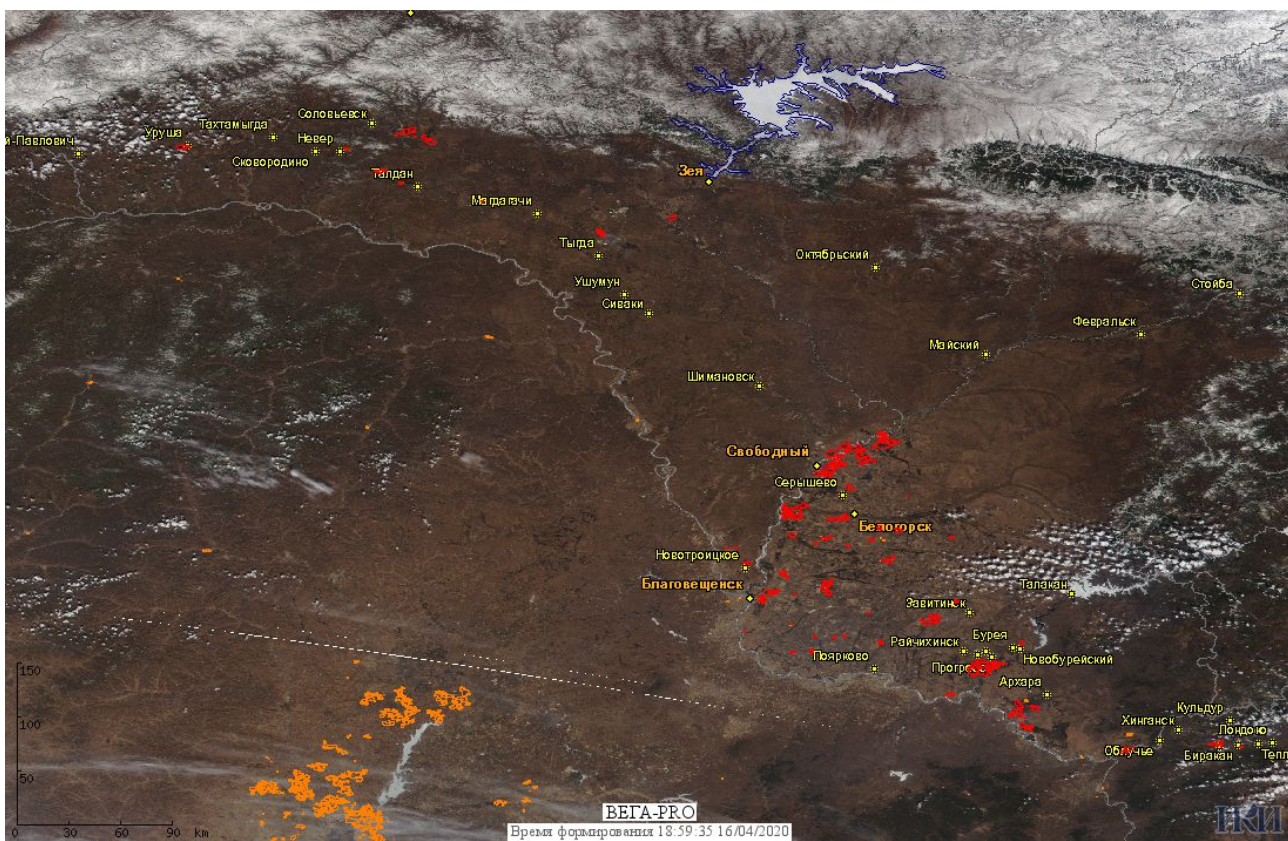 Соловьевск
Тахтамыгда
Уруша
Невер
й-Павлович
Сковородино
Талдан
Зея
Магдагачи
Тыгда
Октябрьский
Ушумун
Стойба
Сиваки
Февральск
Майский
Шимановск
Свободный
Серышево
Белогорск
Новотроицкое
Благовещенск
Талакан
Завитинск
Райчихинск
Бурея
Поярково
Новобурейский
Архара
Кульдур
Хинганск
Лондоко
Облучье
Биракан
Тепл
150
100
50
0
30
60
90
km
ВЕГА-PRO
Время формирования 18:59:35 16/04/2020
ИКИ